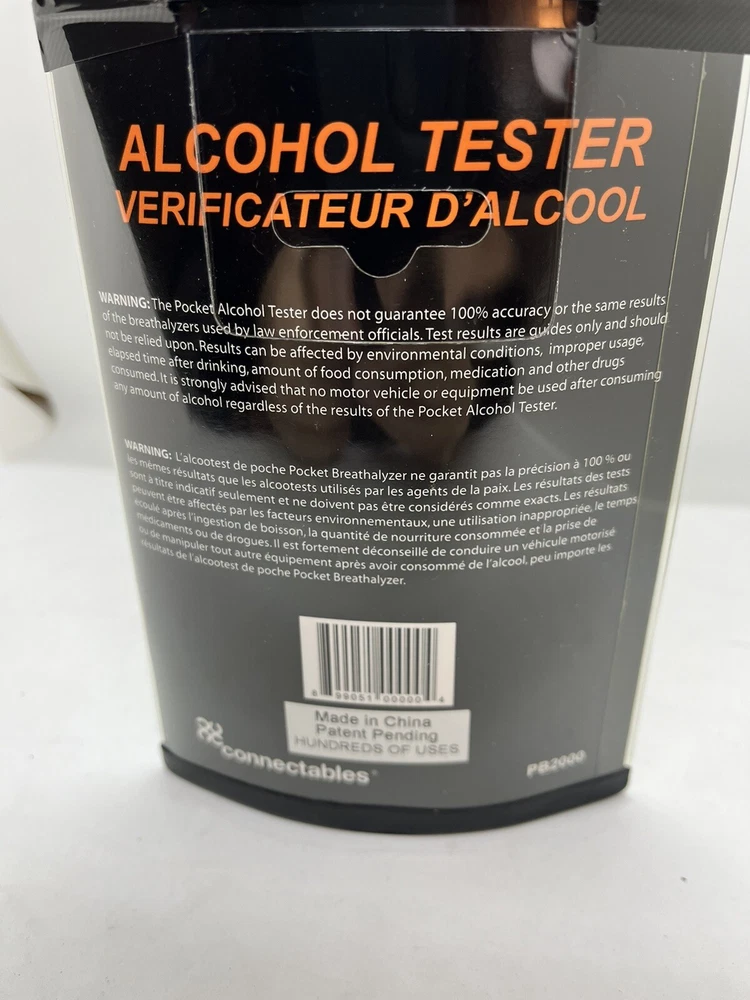 ALCOHOL TESTER
VERIFICATEUR D'ALCOOL
WARNING: The Pocket Alcohol Tester does not guarantee 100% accuracy or the same results
of the breathalyzers used by law enforcement officials. Test results are guides only and should
not be relied upon. Results can be affected by environmental conditions, improper usage,
elapsed time after drinking, amount of food consumption, medication and other drugs
consumed. It is strongly advised that no motor vehicle or equipment be used after consuming
any amount of alcohol regardless of the results of the Pocket Alcohol Tester.
WARNING: L'alcootest de poche Pocket Breathalyzer ne garantit pas la précision à 100 % ou
les mêmes résultats que les alcootests utilisés par les agents de la paix. Les résultats des tests
sont à titre indicatif seulement et ne doivent pas être considérés comme exacts. Les résultats
peuvent être affectés par les facteurs environnementaux, une utilisation inappropriée, le temps
écoulé après l'ingestion de boisson, la quantité de nourriture consommée et la prise de
médicaments ou de drogues. Il est fortement déconseillé de conduire un véhicule motorisé
ou de manipuler tout autre équipement après avoir consommé de l'alcool, peu importe les
résultats de l'alcootest de poche Pocket Breathalyzer.
8 99051 00000 4
Made in China
Patent Pending
HUNDREDS OF USES
connectables
PB2000